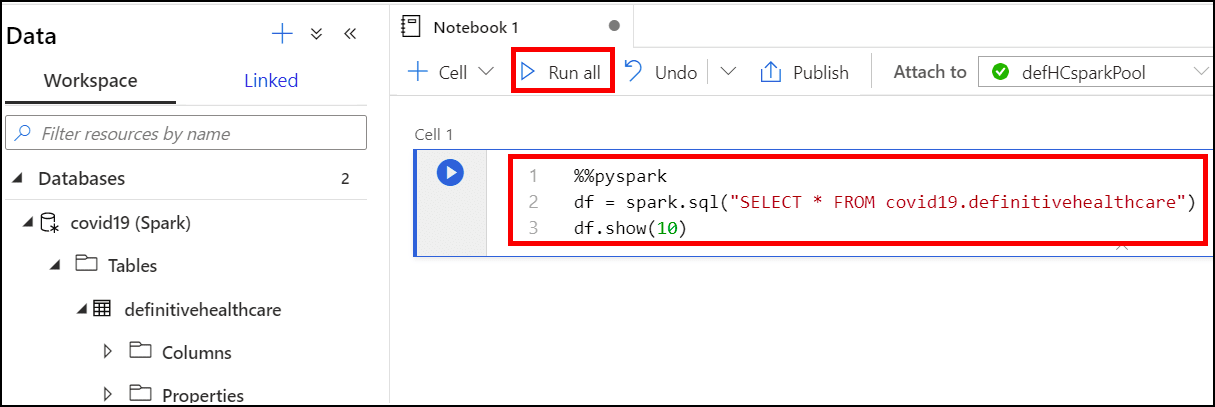 Data
Workspace
Linked
Filter resources by name
Databases 2
covid19 (Spark)
Tables
definitivehealthcare
Columns
Properties
Notebook 1
Cell
Run all
Undo
Publish
Attach to
defHCsparkPool
Cell 1
1 %%pyspark
2 df = spark.sql("SELECT * FROM covid19.definitivehealthcare")
3 df.show(10)